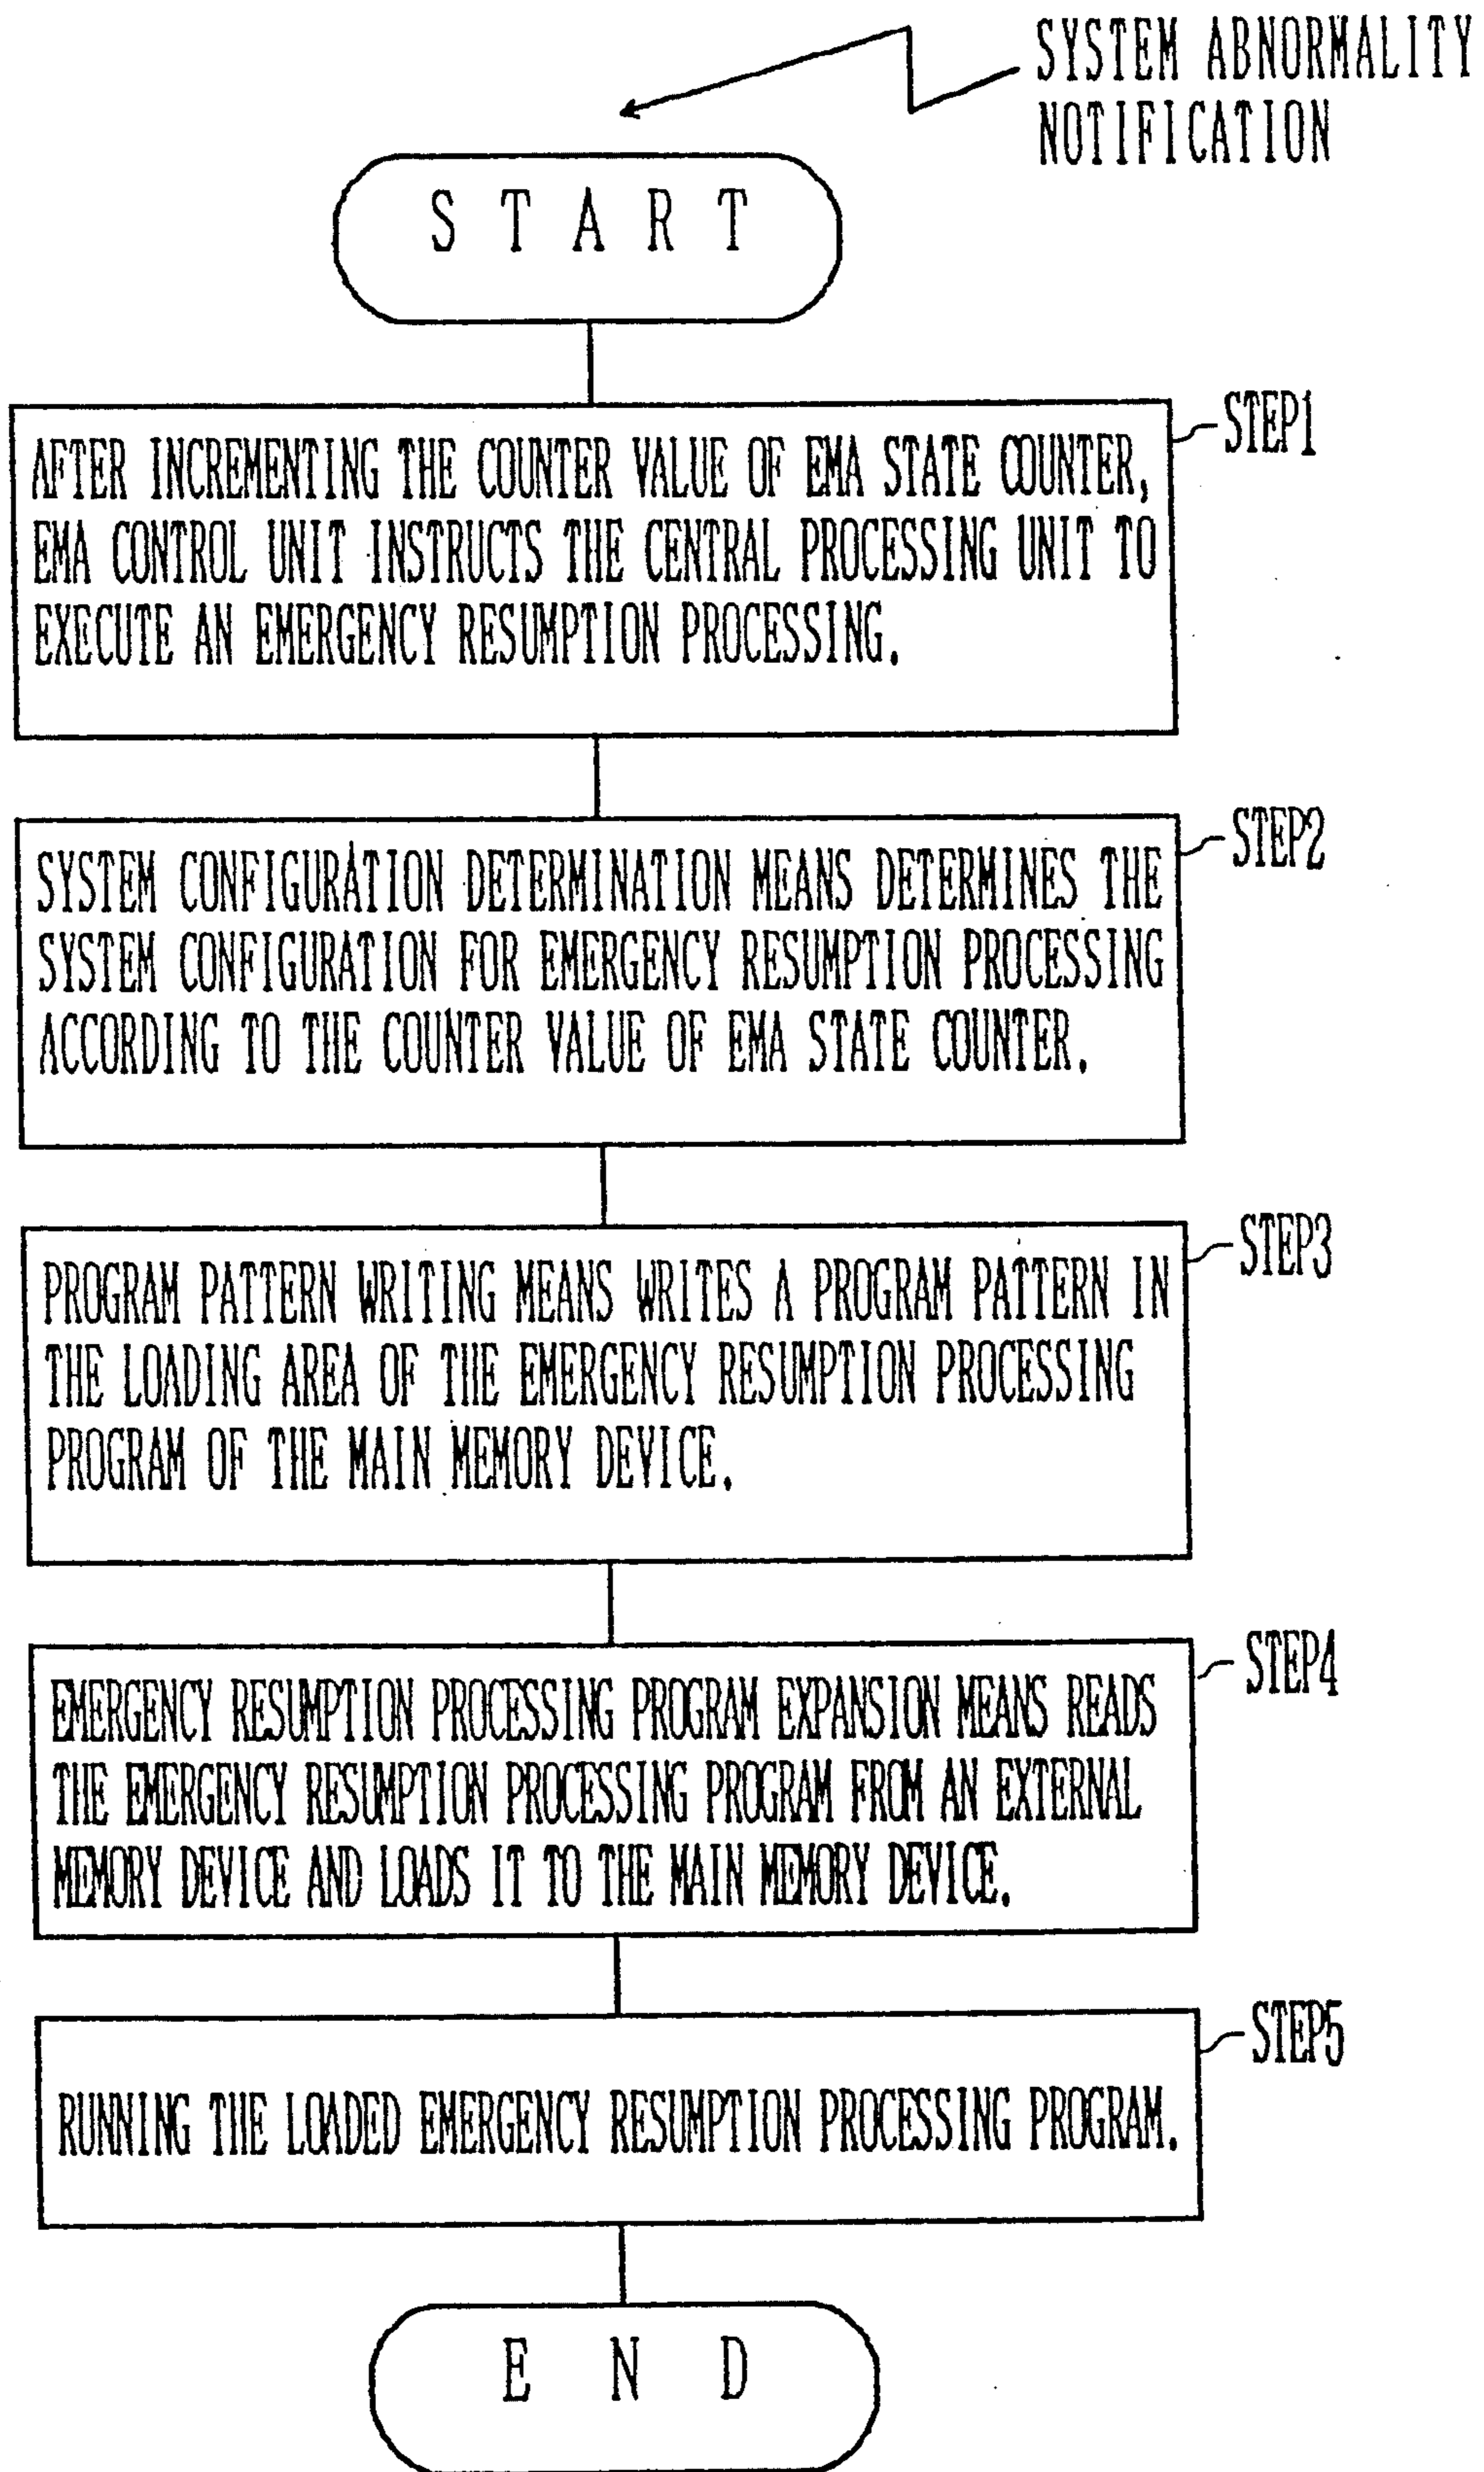 SYSTEM ABNORMALITY
NOTIFICATION
START
STEP1
AFTER INCREMENTING THE COUNTER VALUE OF EMA STATE COUNTER,
EMA CONTROL UNIT INSTRUCTS THE CENTRAL PROCESSING UNIT TO
EXECUTE AN EMERGENCY RESUMPTION PROCESSING.
STEP2
SYSTEM CONFIGURATION DETERMINATION MEANS DETERMINES THE
SYSTEM CONFIGURATION FOR EMERGENCY RESUMPTION PROCESSING
ACCORDING TO THE COUNTER VALUE OF EMA STATE COUNTER.
STEP3
PROGRAM PATTERN WRITING MEANS WRITES A PROGRAM PATTERN IN
THE LOADING AREA OF THE EMERGENCY RESUMPTION PROCESSING
PROGRAM OF THE MAIN MEMORY DEVICE.
STEP4
EMERGENCY RESUMPTION PROCESSING PROGRAM EXPANSION MEANS READS
THE EMERGENCY RESUMPTION PROCESSING PROGRAM FROM AN EXTERNAL
MEMORY DEVICE AND LOADS IT TO THE MAIN MEMORY DEVICE.
STEP5
RUNNING THE LOADED EMERGENCY RESUMPTION PROCESSING PROGRAM.
END